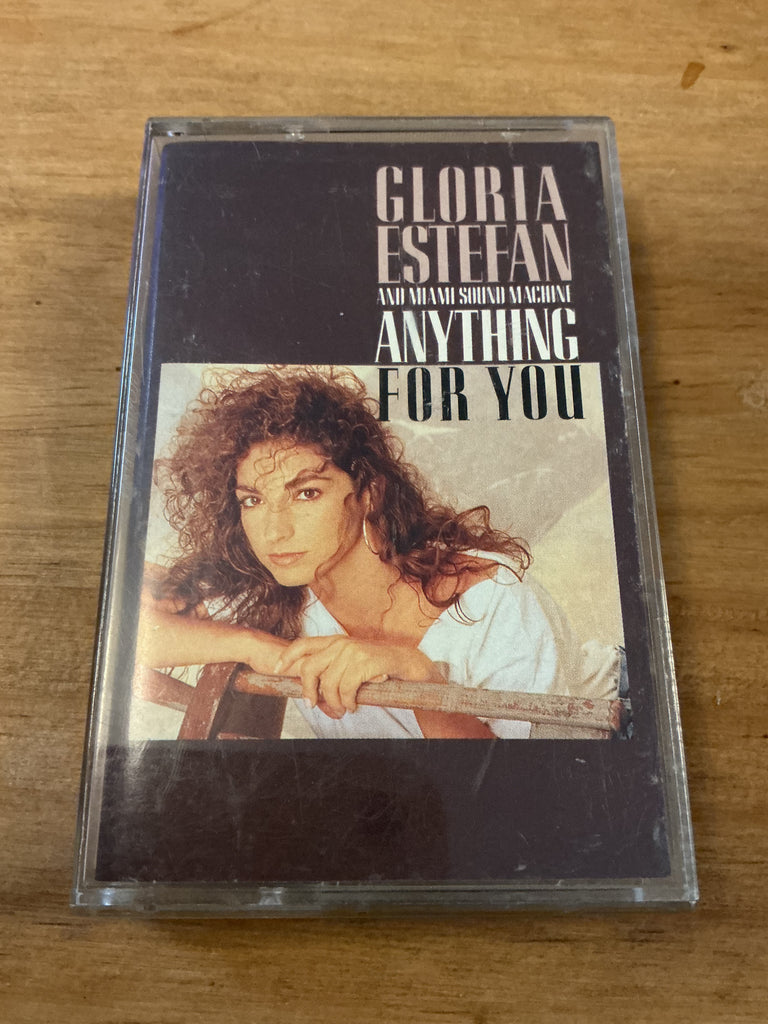 GLORIA
ESTEFAN
AND MIAMI SOUND MACHINE
ANYTHING
FOR YOU